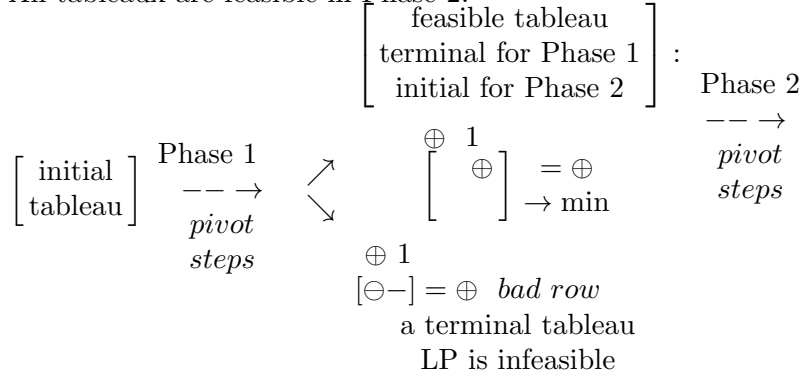 All tableaux are feasible in Phase 2.
feasible tableau
terminal for Phase 1
initial for Phase 2
:
Phase 2
−− →
pivot
steps
initial
tableau
Phase 1
−− →
pivot
steps
↗
↘
⊕ 1
⊕ = ⊕
→ min
⊕ 1
[⊖−] = ⊕ bad row
a terminal tableau
LP is infeasible